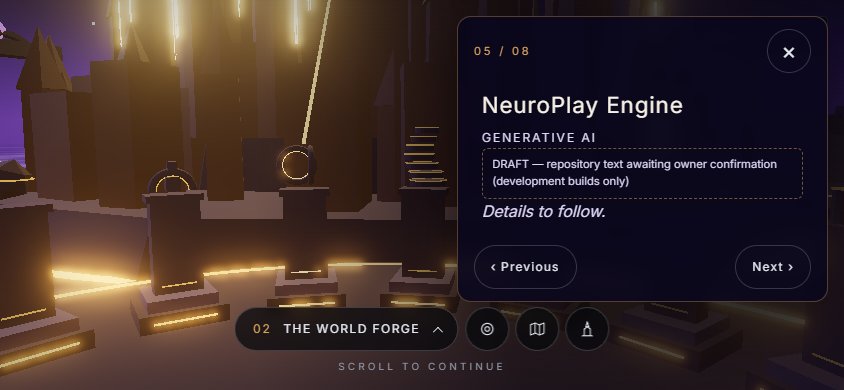 05 / 08
×
NeuroPlay Engine
GENERATIVE AI
DRAFT — repository text awaiting owner confirmation
(development builds only)
Details to follow.
‹ Previous
Next ›
02 THE WORLD FORGE
SCROLL TO CONTINUE